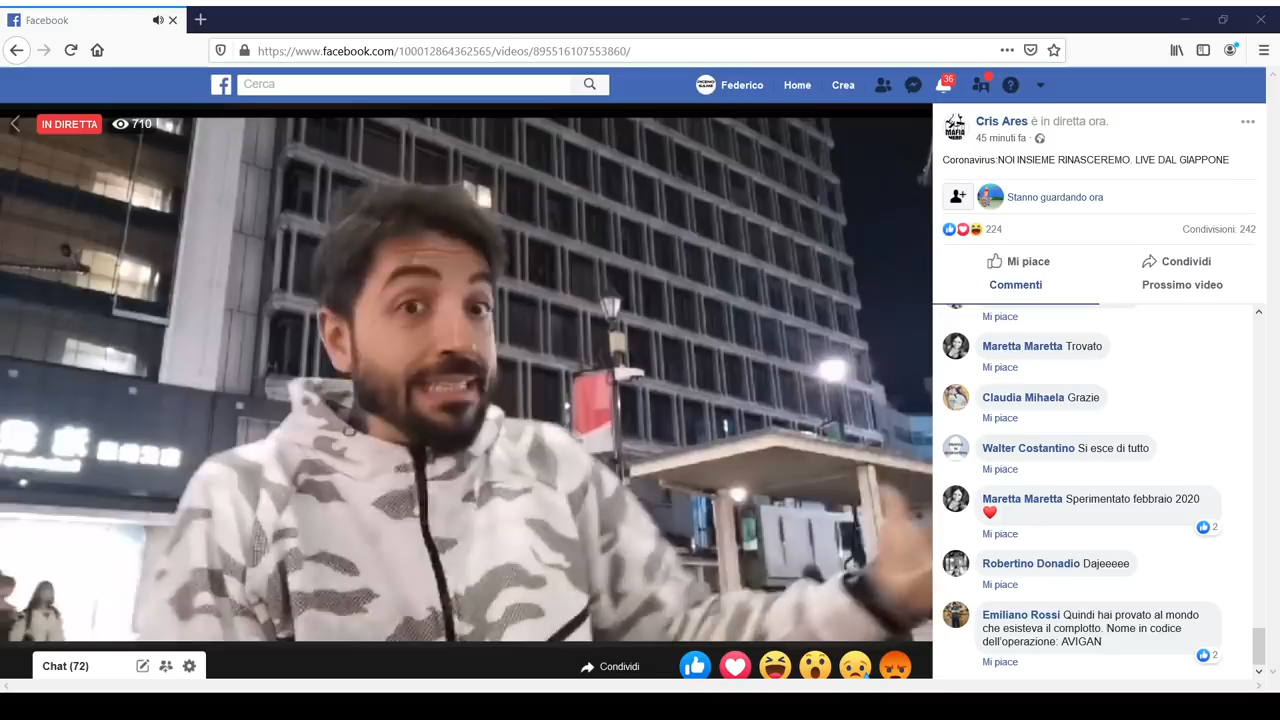 Facebook
https://www.facebook.com/100012864362565/videos/895516107553860/
Cerca
Federico
Home
Crea
36
IN DIRETTA
710
Cris Ares è in diretta ora.
45 minuti fa ·
Coronavirus:NOI INSIEME RINASCEREMO. LIVE DAL GIAPPONE
Stanno guardando ora
224
Condivisioni: 242
Mi piace
Condividi
Commenti
Prossimo video
Mi piace
Maretta Maretta Trovato
Mi piace
Claudia Mihaela Grazie
Mi piace
Walter Costantino Si esce di tutto
Mi piace
Maretta Maretta Sperimentato febbraio 2020
2
Mi piace
Robertino Donadio Dajeeeee
Mi piace
Emiliano Rossi Quindi hai provato al mondo
che esisteva il complotto. Nome in codice
dell'operazione: AVIGAN
2
Mi piace
Chat (72)
Condividi